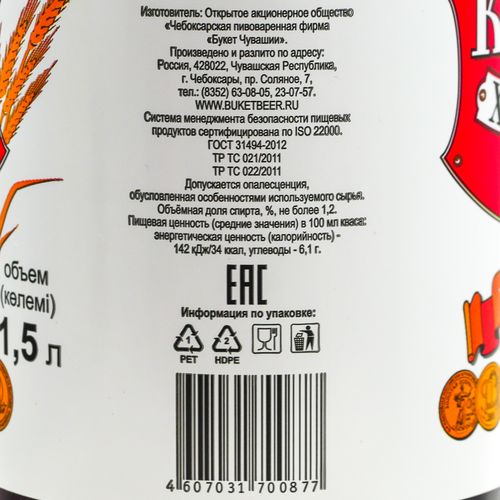 Изготовитель: Открытое акционерное общество
«Чебоксарская пивоваренная фирма
«Букет Чувашии».
Произведено и разлито по адресу:
Россия, 428022, Чувашская Республика,
г. Чебоксары, пр. Соляное, 7,
тел.: (8352) 63-08-05, 23-07-57.
WWW.BUKETBEER.RU
Система менеджмента безопасности пищевых
продуктов сертифицирована по ISO 22000.
ГОСТ 31494-2012
ТР ТС 021/2011
ТР ТС 022/2011
Допускается опалесценция,
обусловленная особенностями используемого сырья.
Объёмная доля спирта, %, не более 1,2.
Пищевая ценность (средние значения) в 100 мл кваса:
энергетическая ценность (калорийность) -
142 кДж/34 ккал, углеводы - 6,1 г.
объем
(көлемі)
1,5 л
EAC
Информация по упаковке:
1 2
PET HDPE
4 607031 700877